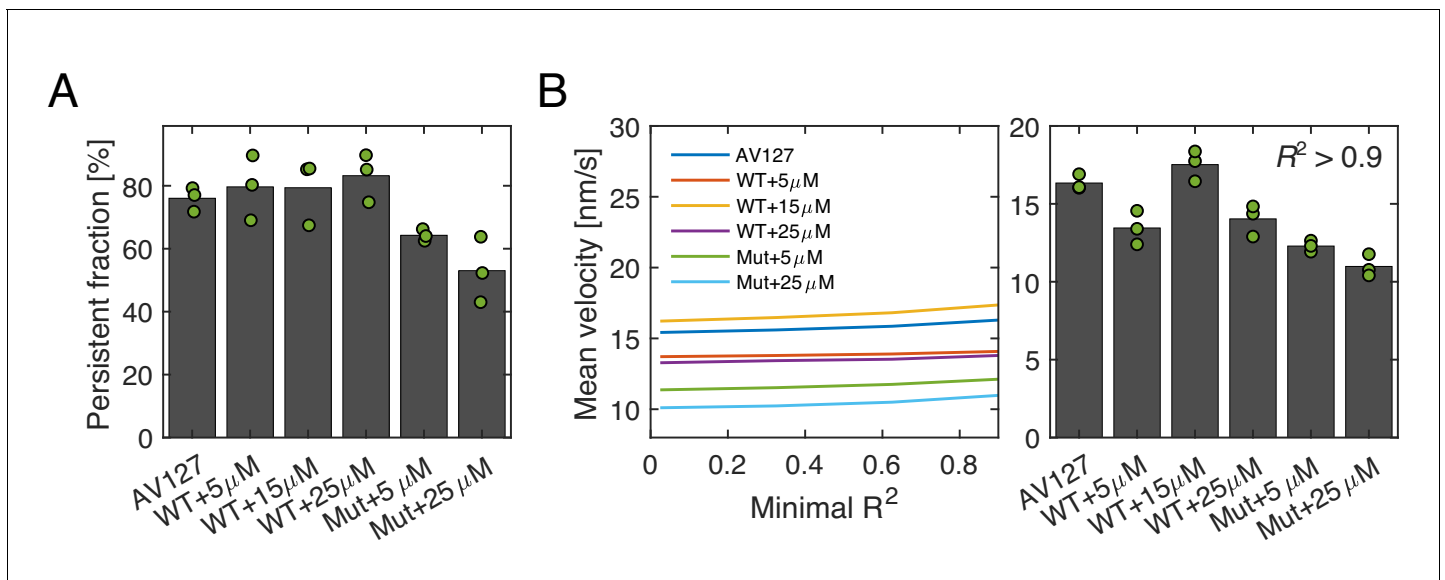 A
Persistent fraction [%]
80
60
40
20
0
AV127
WT+5μM
WT+15μM
WT+25μM
Mut+5 μM
Mut+25 μM
B
Mean velocity [nm/s]
30
25
20
15
10
AV127
WT+5μM
WT+15μM
WT+25μM
Mut+5μM
Mut+25μM
0 0.2 0.4 0.6 0.8
Minimal R²
R² > 0.9
20
15
10
5
0
AV127
WT+5μM
WT+15μM
WT+25μM
Mut+5 μM
Mut+25 μM